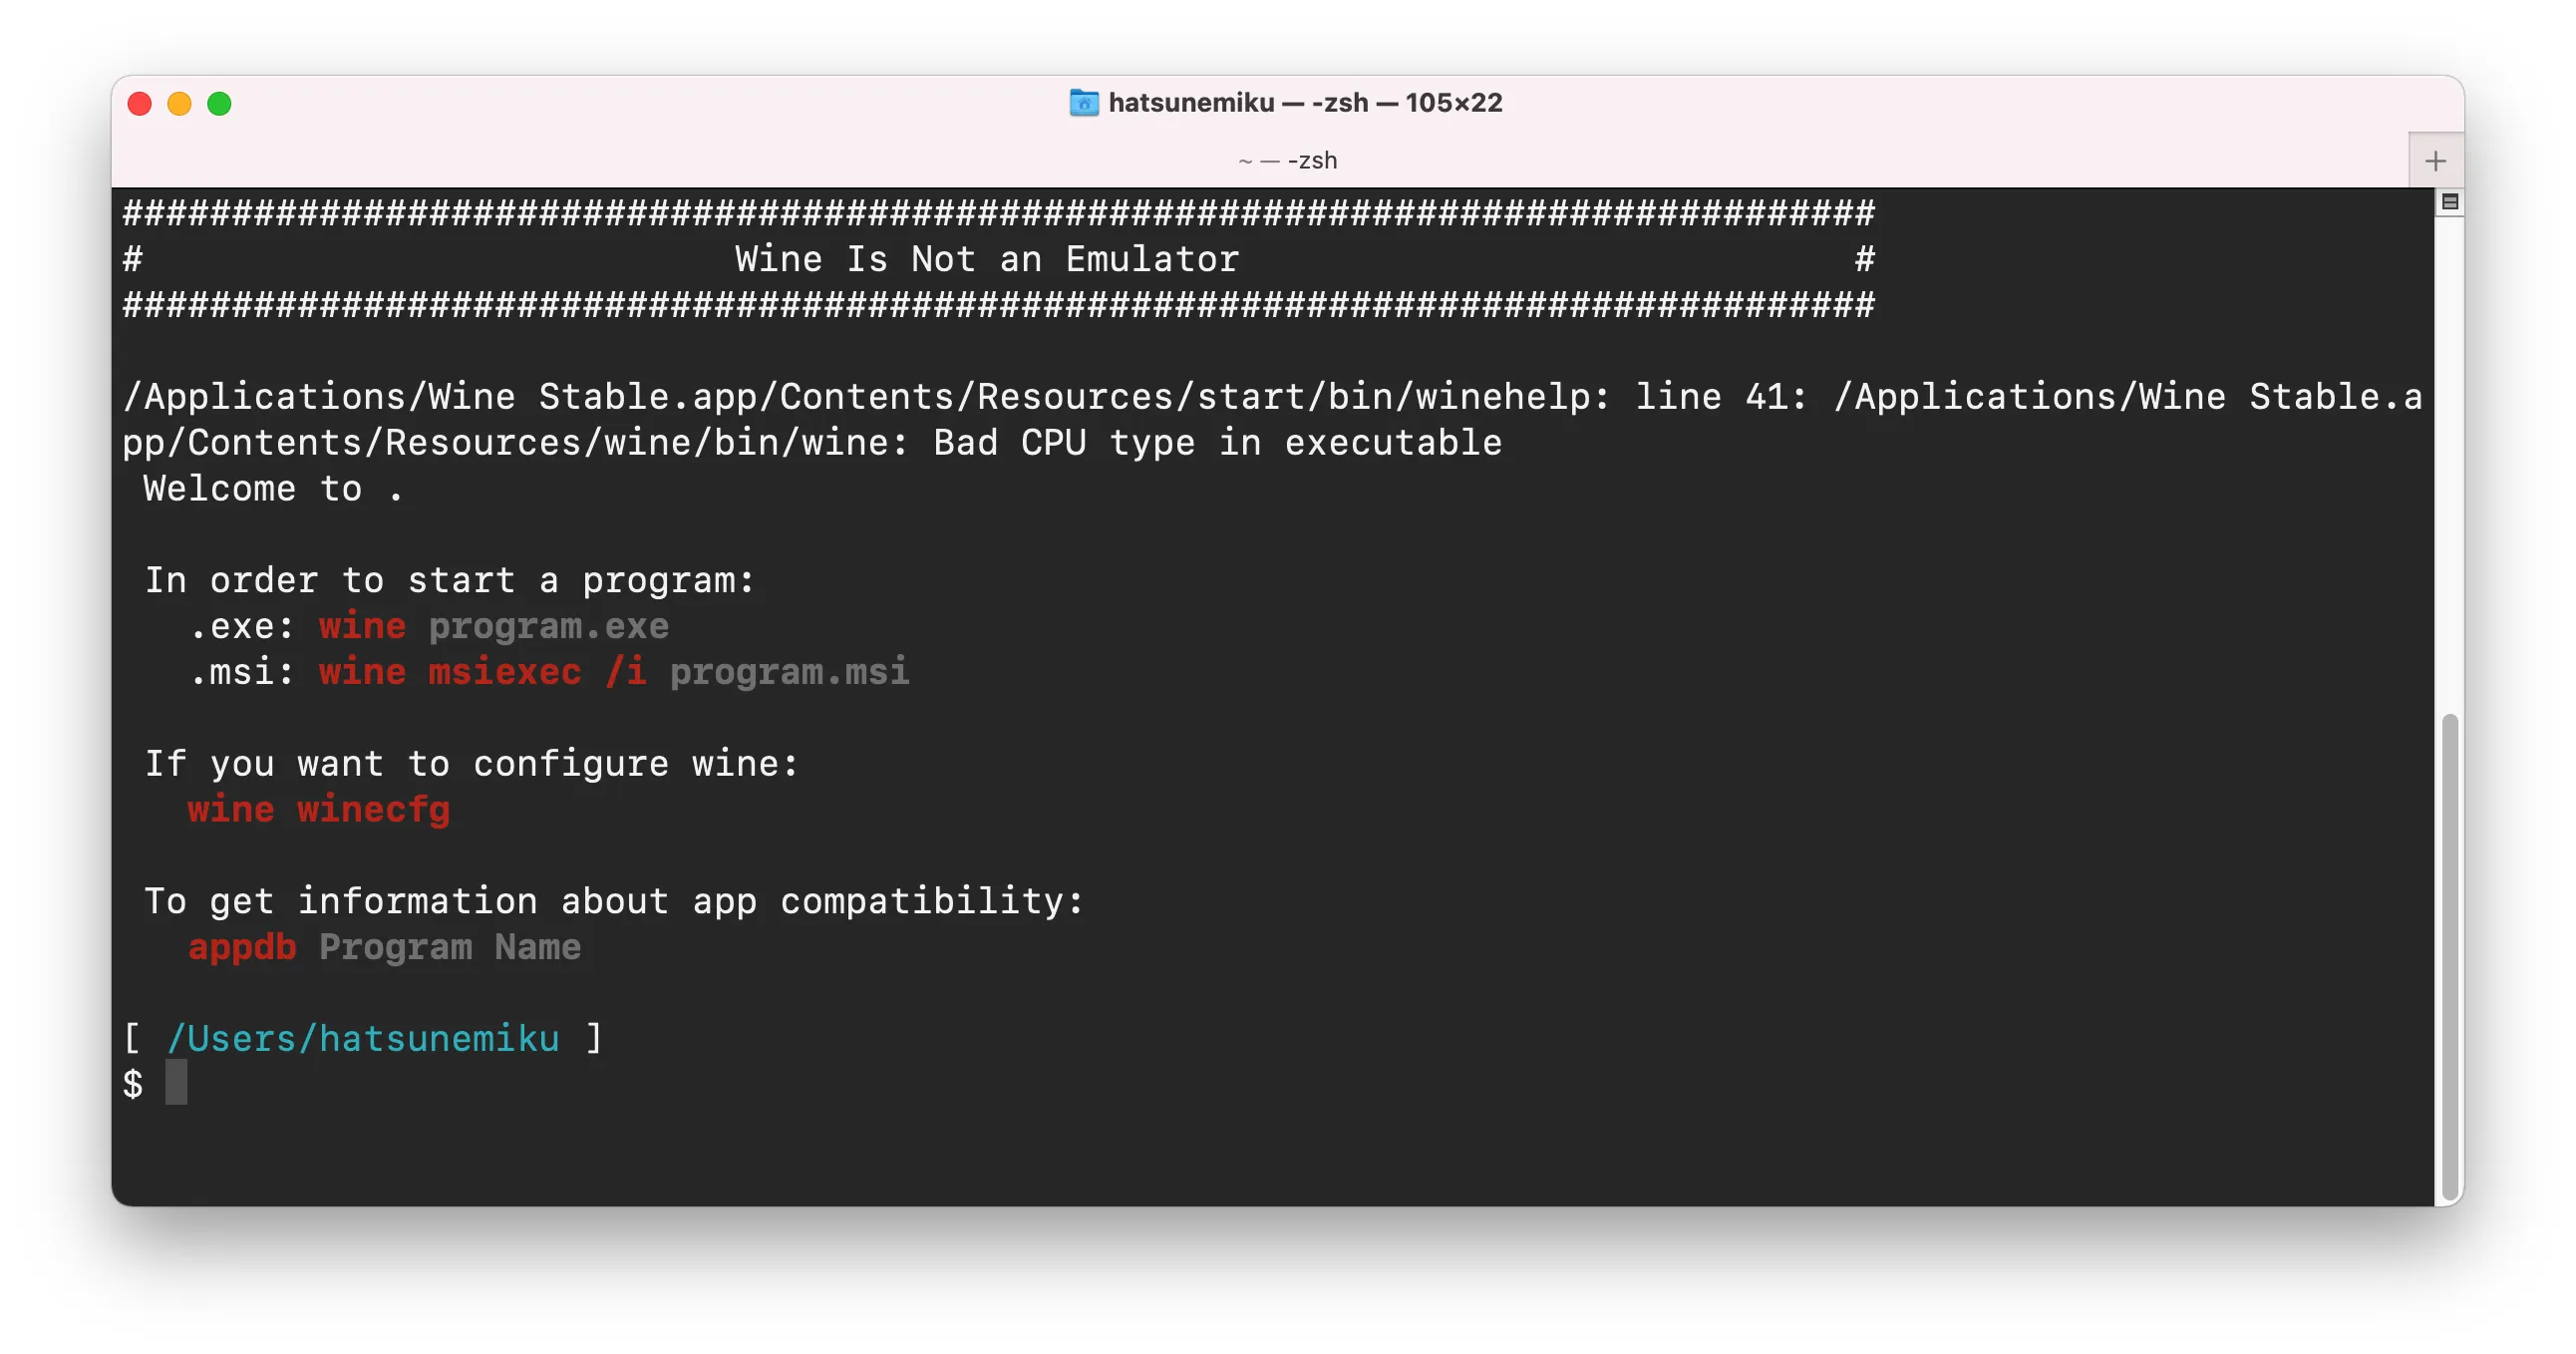 hatsunemiku — -zsh — 105×22
~ — -zsh
################################################################################
#                           Wine Is Not an Emulator                            #
################################################################################
/Applications/Wine Stable.app/Contents/Resources/start/bin/winehelp: line 41: /Applications/Wine Stable.a
pp/Contents/Resources/wine/bin/wine: Bad CPU type in executable
Welcome to .
In order to start a program:
.exe: wine program.exe
.msi: wine msiexec /i program.msi
If you want to configure wine:
wine winecfg
To get information about app compatibility:
appdb Program Name
[ /Users/hatsunemiku ]
$